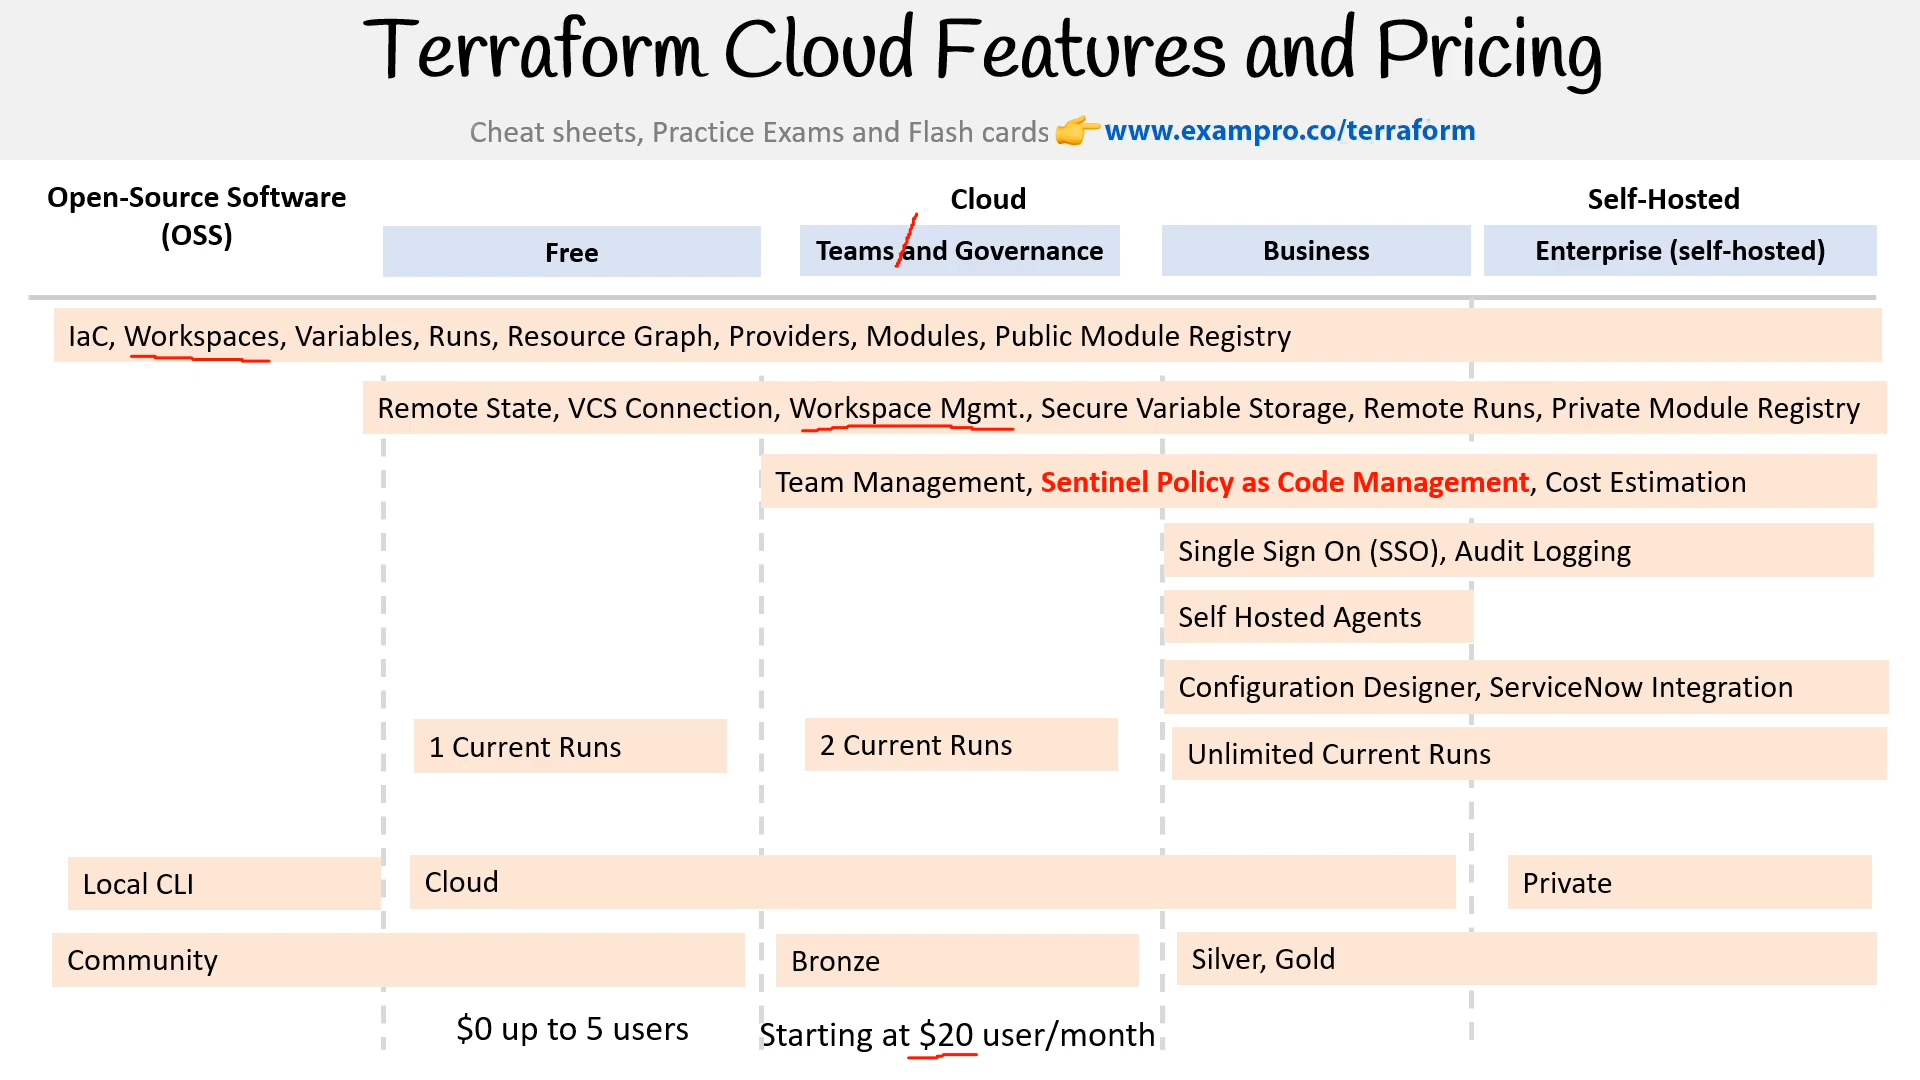 Terraform Cloud Features and Pricing
Cheat sheets, Practice Exams and Flash cards 👉 www.exampro.co/terraform
Open-Source Software
(OSS)
Cloud
Self-Hosted
Free
Teams and Governance
Business
Enterprise (self-hosted)
IaC, Workspaces, Variables, Runs, Resource Graph, Providers, Modules, Public Module Registry
Remote State, VCS Connection, Workspace Mgmt., Secure Variable Storage, Remote Runs, Private Module Registry
Team Management, Sentinel Policy as Code Management, Cost Estimation
Single Sign On (SSO), Audit Logging
Self Hosted Agents
Configuration Designer, ServiceNow Integration
1 Current Runs
2 Current Runs
Unlimited Current Runs
Local CLI
Cloud
Private
Community
Bronze
Silver, Gold
$0 up to 5 users
Starting at $20 user/month